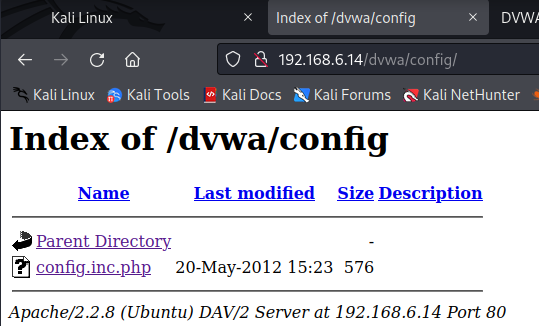 Kali Linux × Index of /dvwa/config × DVWA
192.168.6.14/dvwa/config/
Kali Linux Kali Tools Kali Docs Kali Forums Kali NetHunter
Index of /dvwa/config
Name Last modified Size Description
Parent Directory -
config.inc.php 20-May-2012 15:23 576
Apache/2.2.8 (Ubuntu) DAV/2 Server at 192.168.6.14 Port 80